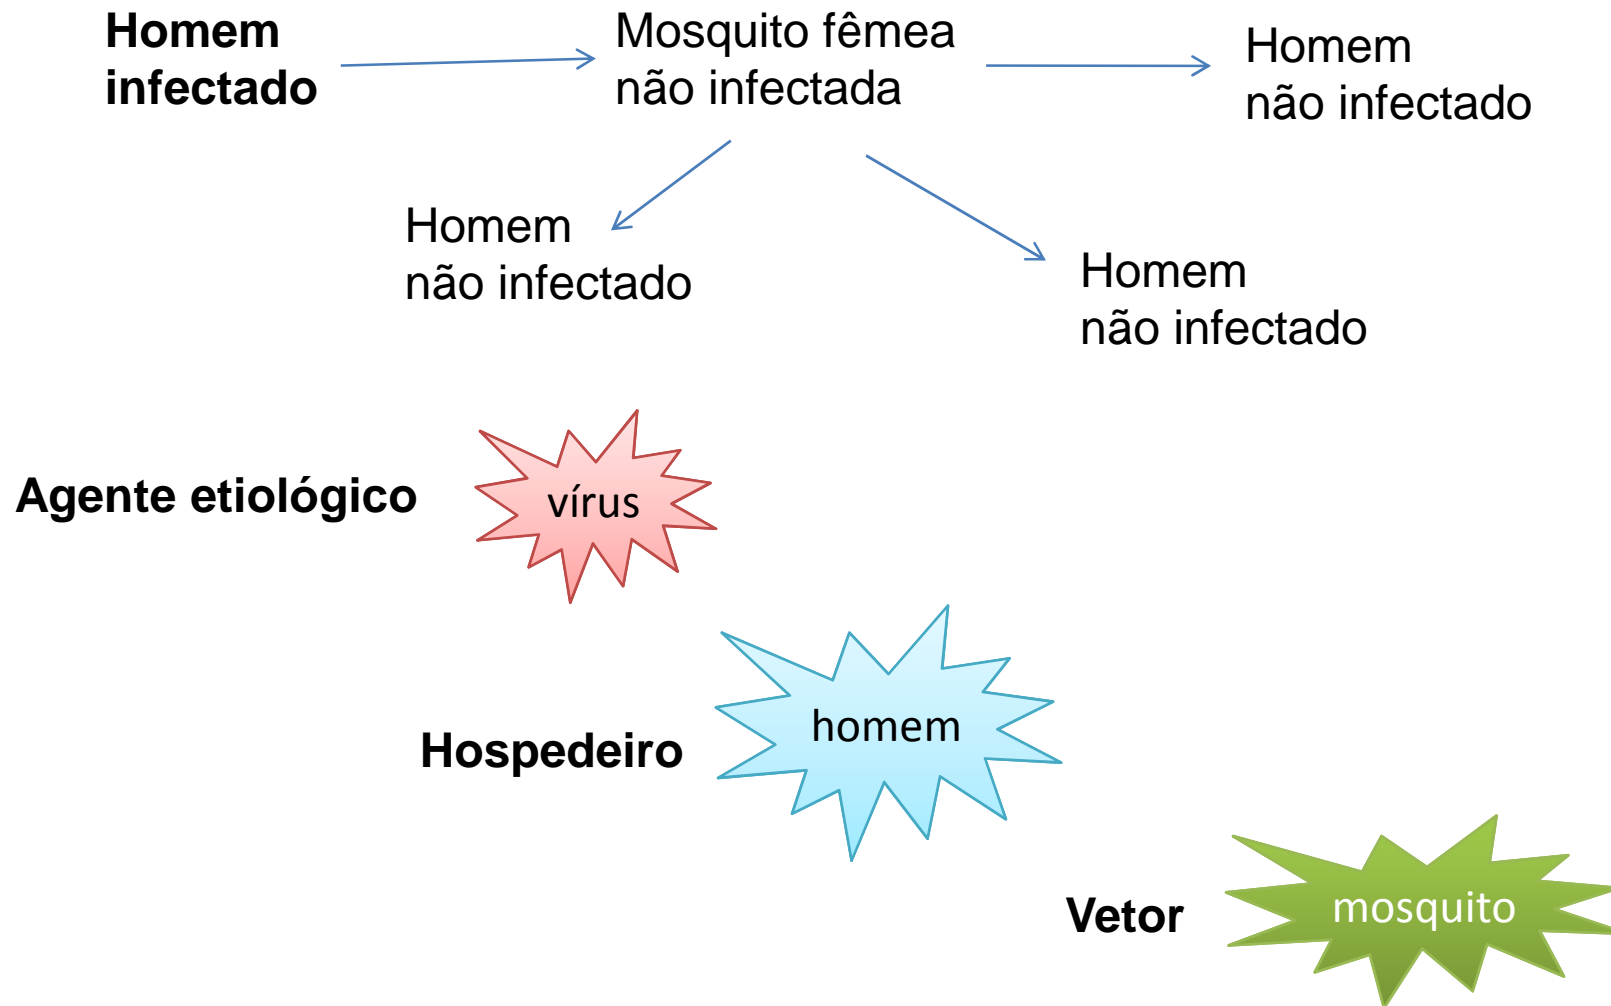 Homem
infectado
Mosquito fêmea
não infectada
Homem
não infectado
Homem
não infectado
Homem
não infectado
Agente etiológico
vírus
Hospedeiro
homem
Vetor
mosquito